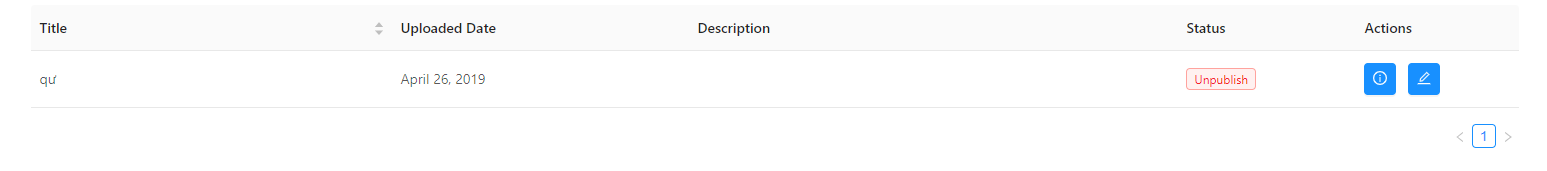 Title Uploaded Date Description Status Actions
qư April 26, 2019 Unpublish
1